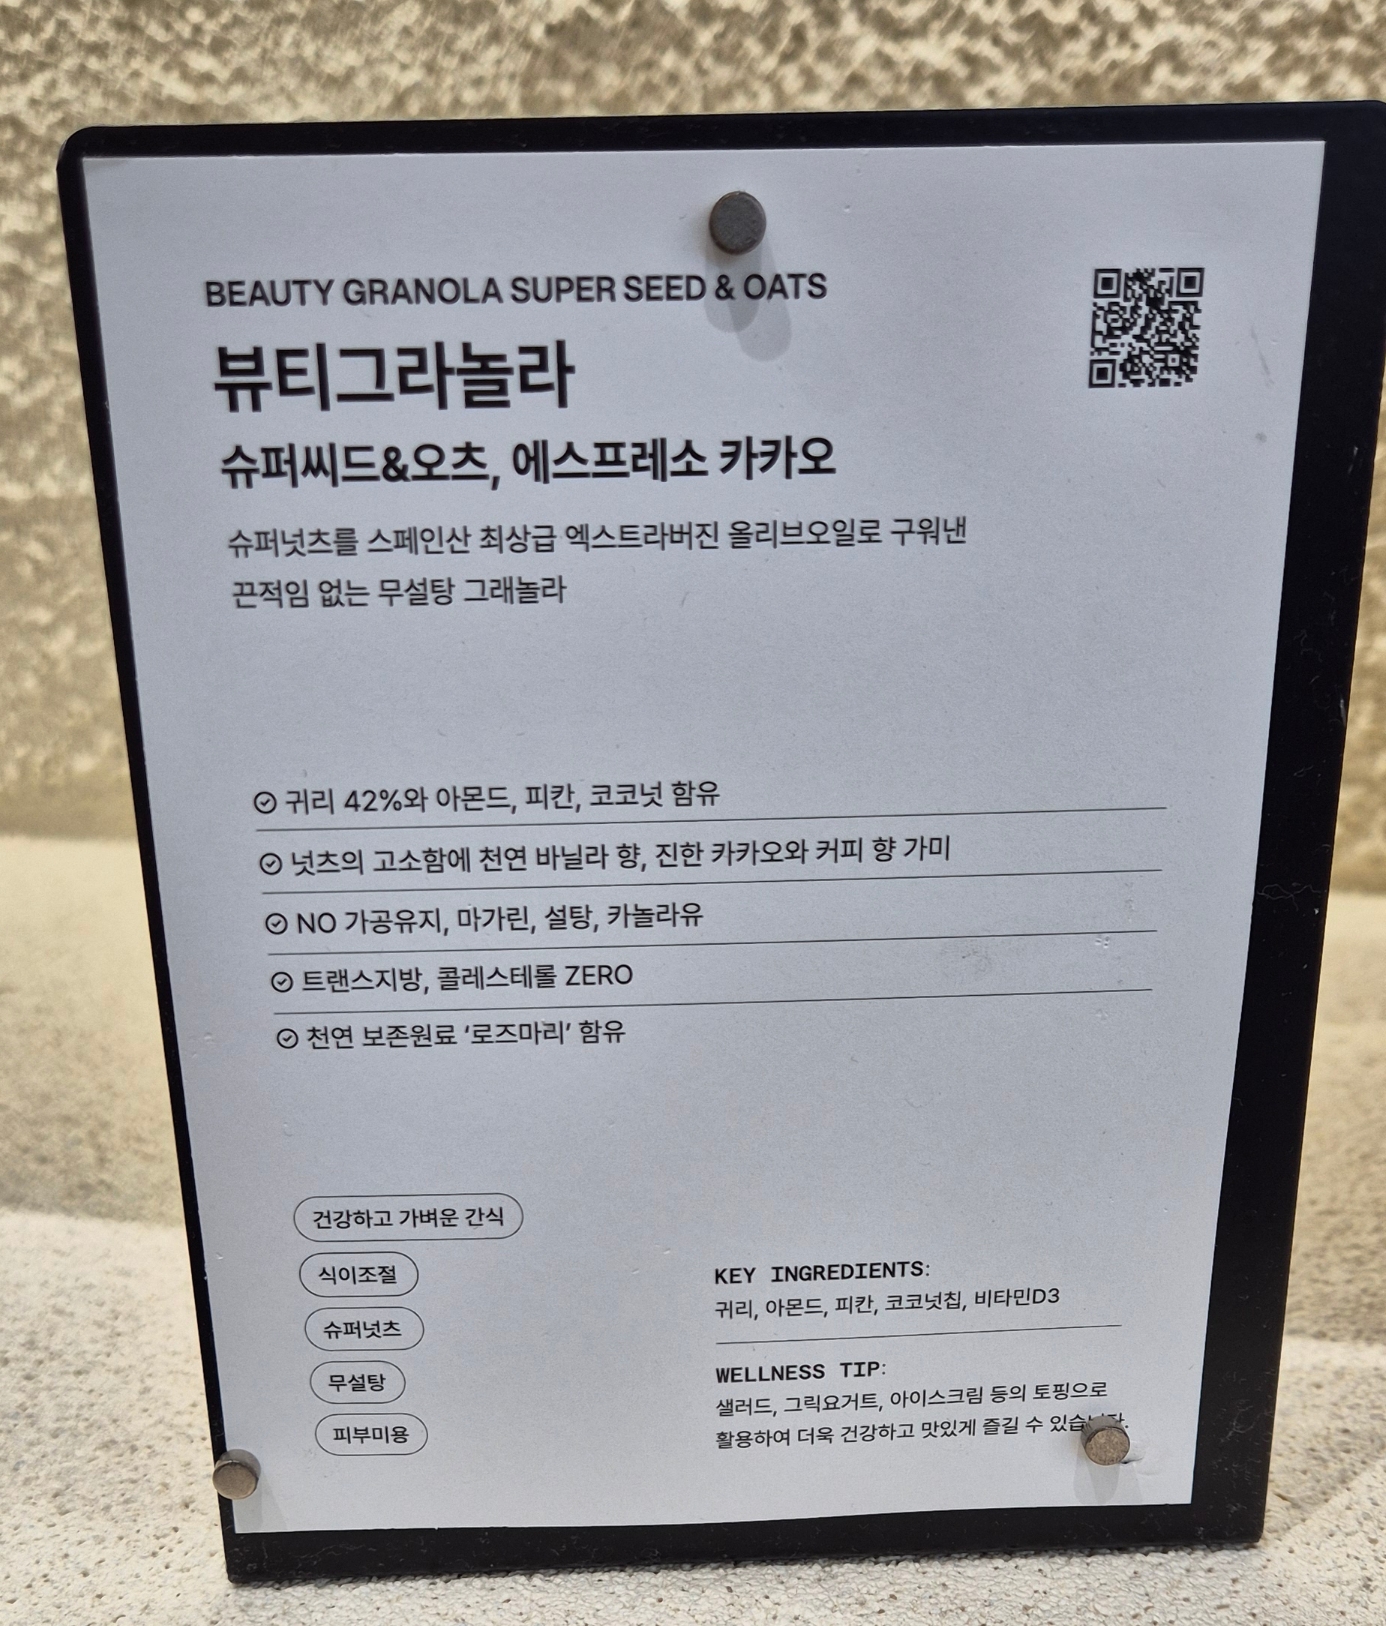 BEAUTY GRANOLA SUPER SEED & OATS
뷰티그라놀라
슈퍼씨드&오츠, 에스프레소 카카오
슈퍼넛츠를 스페인산 최상급 엑스트라버진 올리브오일로 구워낸
끈적임 없는 무설탕 그래놀라
귀리 42%와 아몬드, 피칸, 코코넛 함유
넛츠의 고소함에 천연 바닐라 향, 진한 카카오와 커피 향 가미
NO 가공유지, 마가린, 설탕, 카놀라유
트랜스지방, 콜레스테롤 ZERO
천연 보존원료 ‘로즈마리’ 함유
건강하고 가벼운 간식
식이조절
슈퍼넛츠
무설탕
피부미용
KEY INGREDIENTS:
귀리, 아몬드, 피칸, 코코넛칩, 비타민D3
WELLNESS TIP:
샐러드, 그릭요거트, 아이스크림 등의 토핑으로
활용하여 더욱 건강하고 맛있게 즐길 수